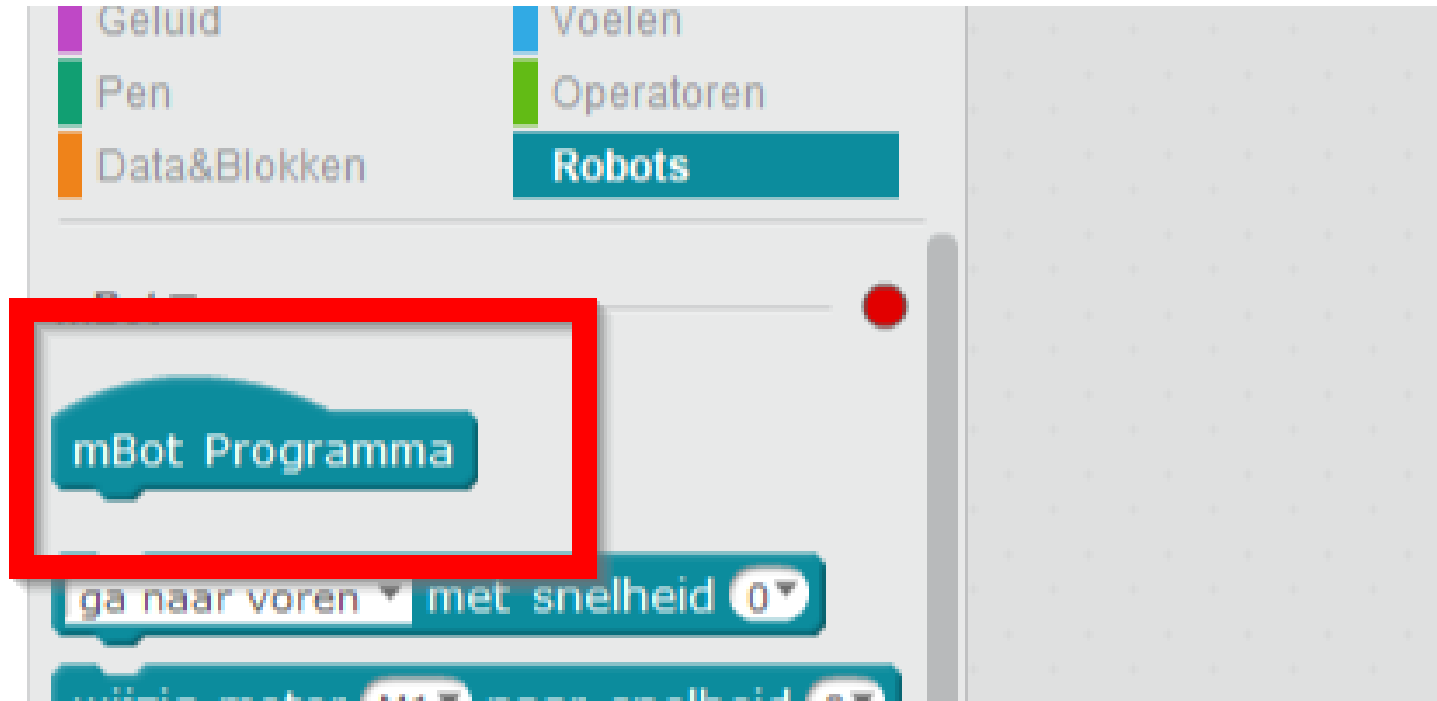 Geluid
Voelen
Pen
Operatoren
Data&Blokken
Robots
mBot Programma
ga naar voren met snelheid 0